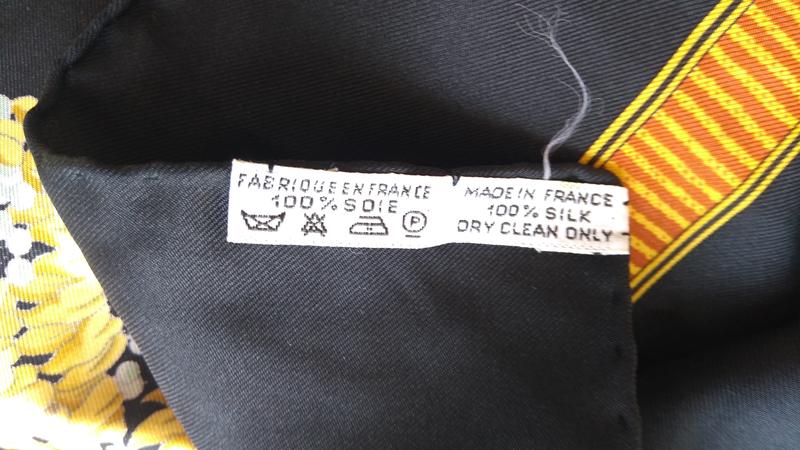 FABRIQUE EN FRANCE
100% SOIE
P
MADE IN FRANCE
100% SILK
DRY CLEAN ONLY